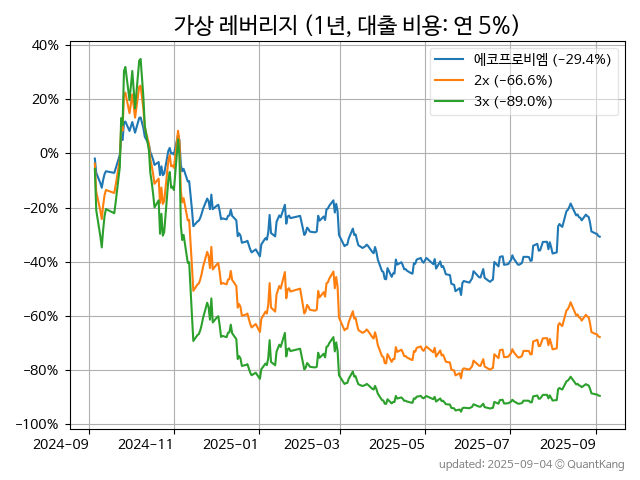 가상 레버리지 (1년, 대출 비용: 연 5%)
에코프로비엠 (-29.4%)
2x (-66.6%)
3x (-89.0%)
40%
20%
0%
-20%
-40%
-60%
-80%
-100%
2024-09 2024-11 2025-01 2025-03 2025-05 2025-07 2025-09
updated: 2025-09-04 © QuantKang